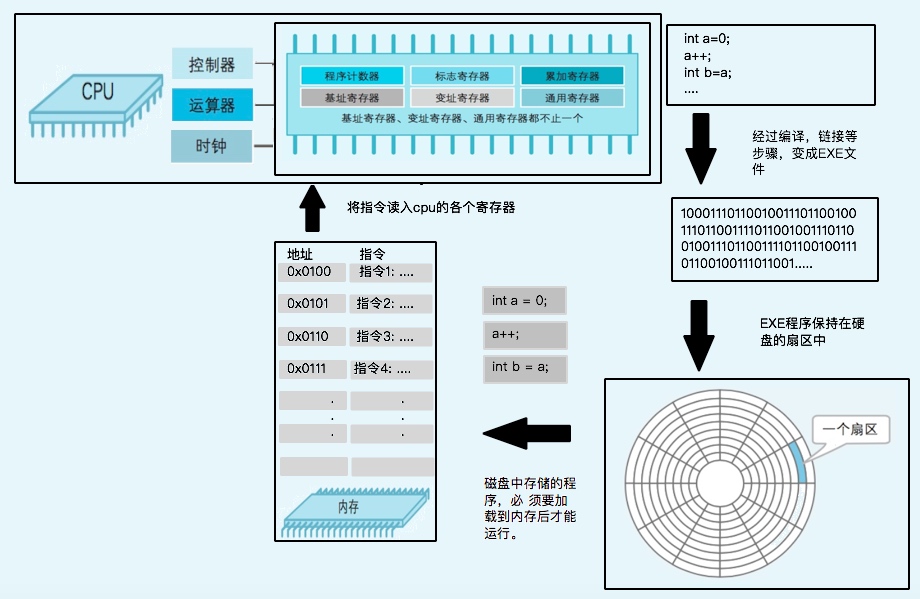 CPU
控制器
运算器
时钟
程序计数器
标志寄存器
累加寄存器
基址寄存器
变址寄存器
通用寄存器
基址寄存器、变址寄存器、通用寄存器都不止一个
int a=0;
a++;
int b=a;
....
经过编译，链接等
步骤，变成EXE文
件
10001110110010011101100100
11101100111101100100111011​0
01001110110011110110010011​1
011001001110110​01.....
EXE程序保持在硬
盘的扇区中
一个扇区
磁盘中存储的程
序，必 须要加
载到内存后才能
运行。
int a = 0;
a++;
int b = a;
将指令读入cpu的各个寄存器
地址 指令
0x0100 指令1: ....
0x0101 指令2: ....
0x0110 指令3: ....
0x0111 指令4: ....
. .
. .
. .
内存